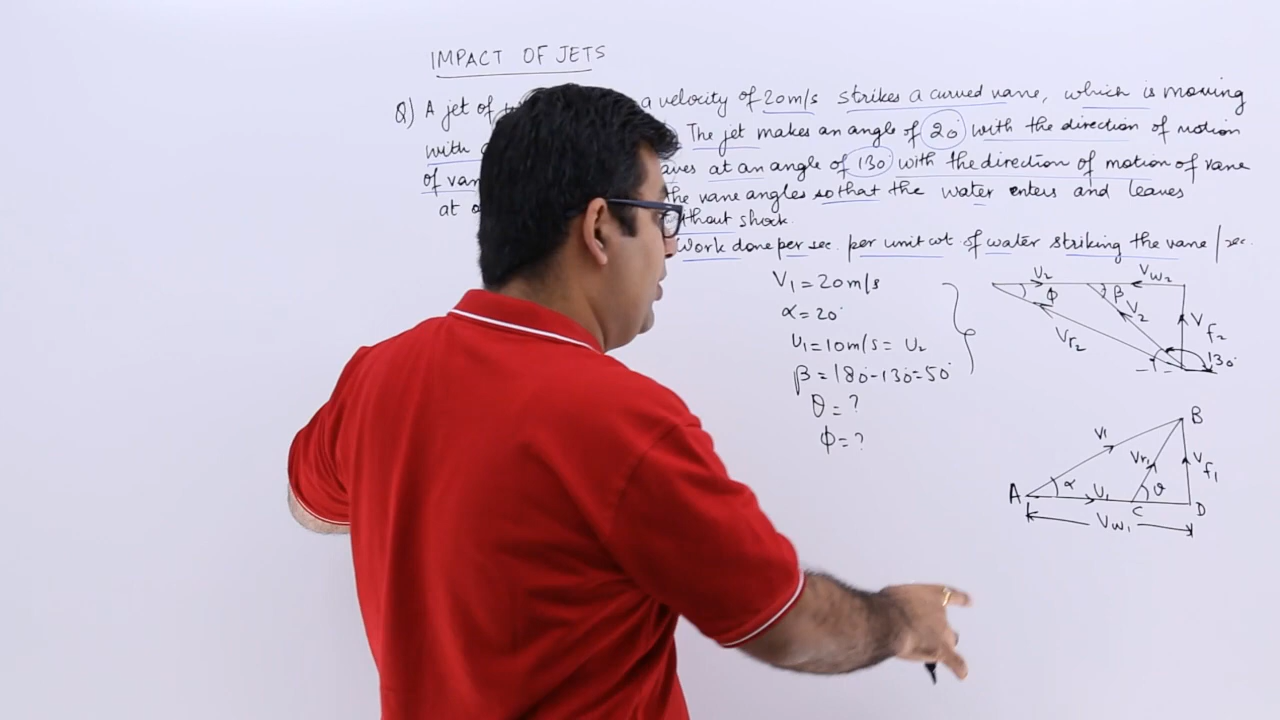 IMPACT OF JETS
Q) A jet of a velocity of 20m/s strikes a curved vane, which is moving
with The jet makes an angle of 20° with the direction of motion
of van aves at an angle of 130° with the direction of motion of vane
at he vane angles so that the water enters and leaves
thout shock.
Work done per sec. per unit wt of water striking the vane / sec.
V1 = 20m/s
α = 20°
U1 = 10m/s = U2
β = 180° - 130° = 50°
θ = ?
φ = ?
U2
Vw2
φ
β
V2
Vr2
Vf2
130°
B
V1
Vr1
Vf1
A
α
U1
θ
C
D
Vw1